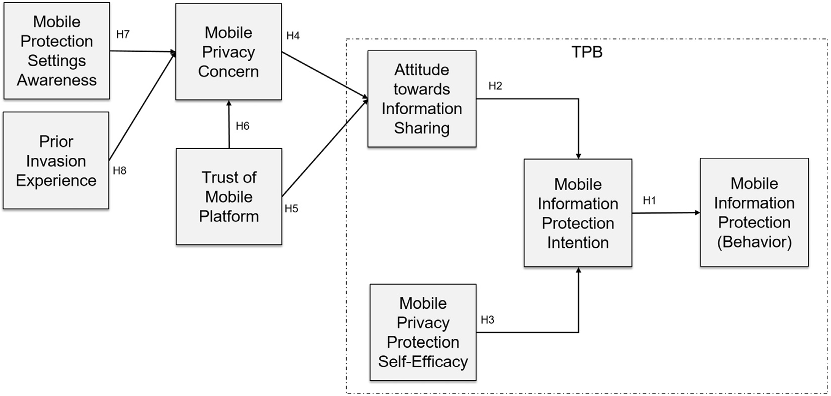 Mobile
Protection
Settings
Awareness
H7
Mobile
Privacy
Concern
H4
TPB
Attitude
towards
Information
Sharing
H2
Prior
Invasion
Experience
H8
H6
Trust of
Mobile
Platform
H5
Mobile
Information
Protection
Intention
H1
Mobile
Information
Protection
(Behavior)
Mobile
Privacy
Protection
Self-Efficacy
H3